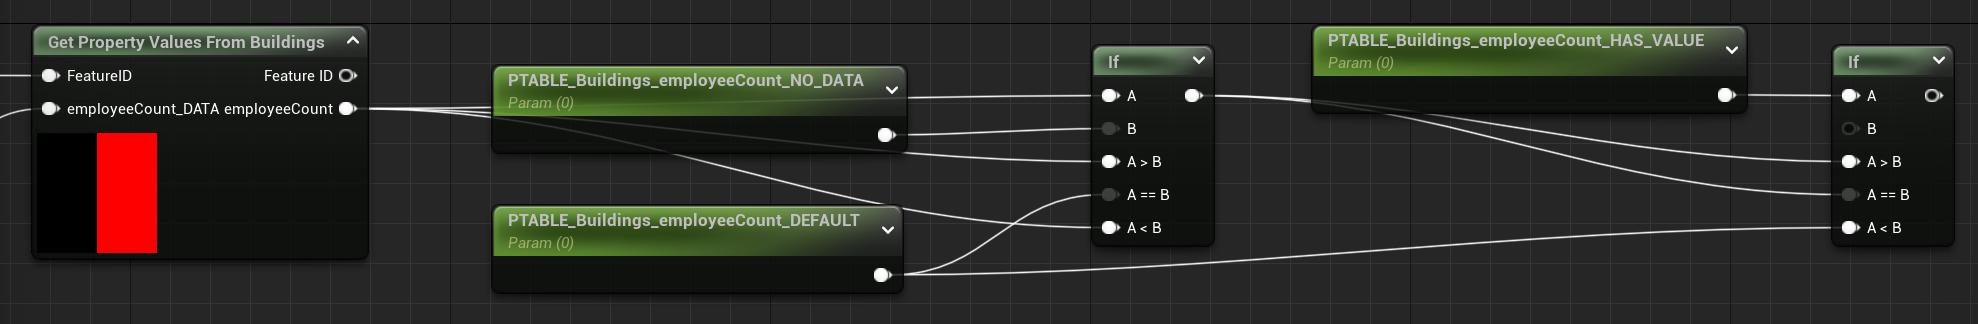 Get Property Values From Buildings
FeatureID
Feature ID
employeeCount_DATA
employeeCount
PTABLE_Buildings_employeeCount_NO_DATA
Param (0)
PTABLE_Buildings_employeeCount_DEFAULT
Param (0)
If
A
B
A > B
A == B
A < B
PTABLE_Buildings_employeeCount_HAS_VALUE
Param (0)
If
A
B
A > B
A == B
A < B